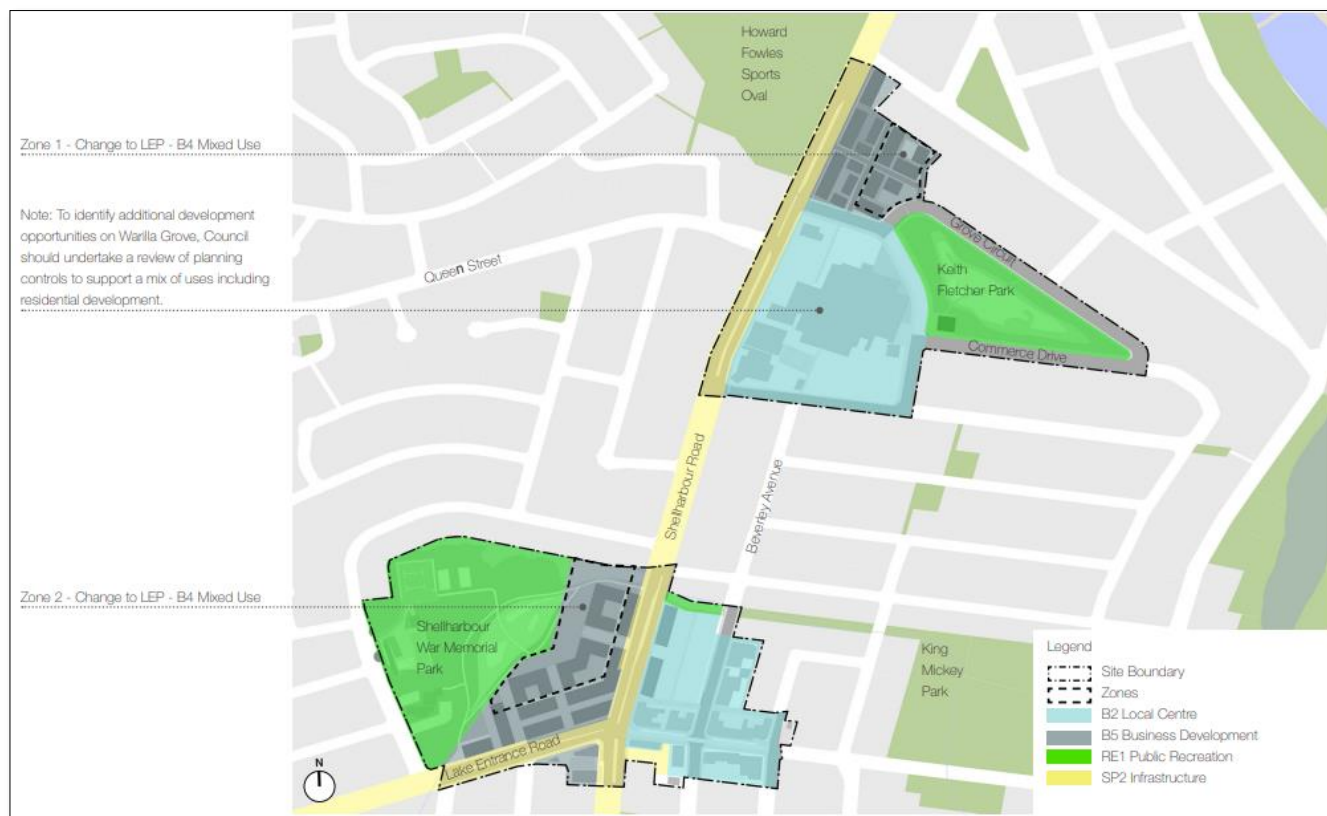 Howard
Fowles
Sports
Oval
Zone 1 - Change to LEP - B4 Mixed Use
Note: To identify additional development
opportunities on Warilla Grove, Council
should undertake a review of planning
controls to support a mix of uses including
residential development.
Queen Street
Grove Circuit
Keith
Fletcher Park
Commerce Drive
Shellharbour Road
Beverley Avenue
Zone 2 - Change to LEP - B4 Mixed Use
Shellharbour
War Memorial
Park
King
Mickey
Park
Lake Entrance Road
N
Legend
Site Boundary
Zones
B2 Local Centre
B5 Business Development
RE1 Public Recreation
SP2 Infrastructure